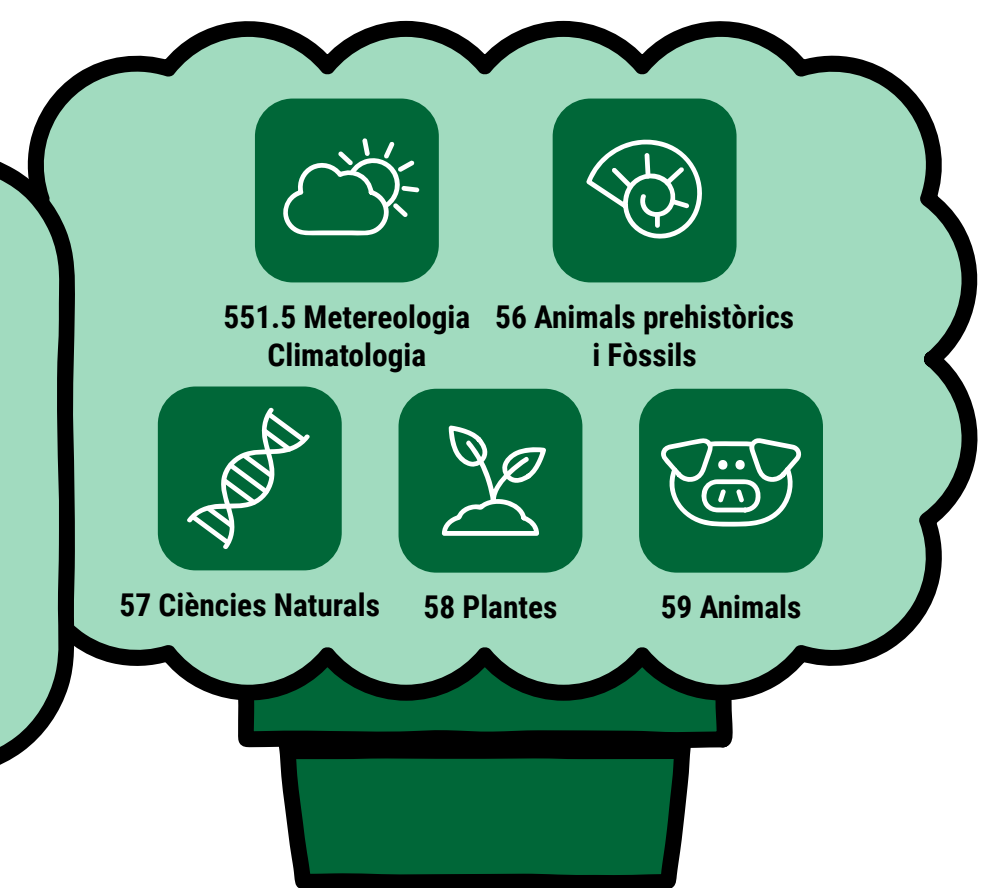 551.5 Metereologia
Climatologia
56 Animals prehistòrics
i Fòssils
57 Ciències Naturals
58 Plantes
59 Animals